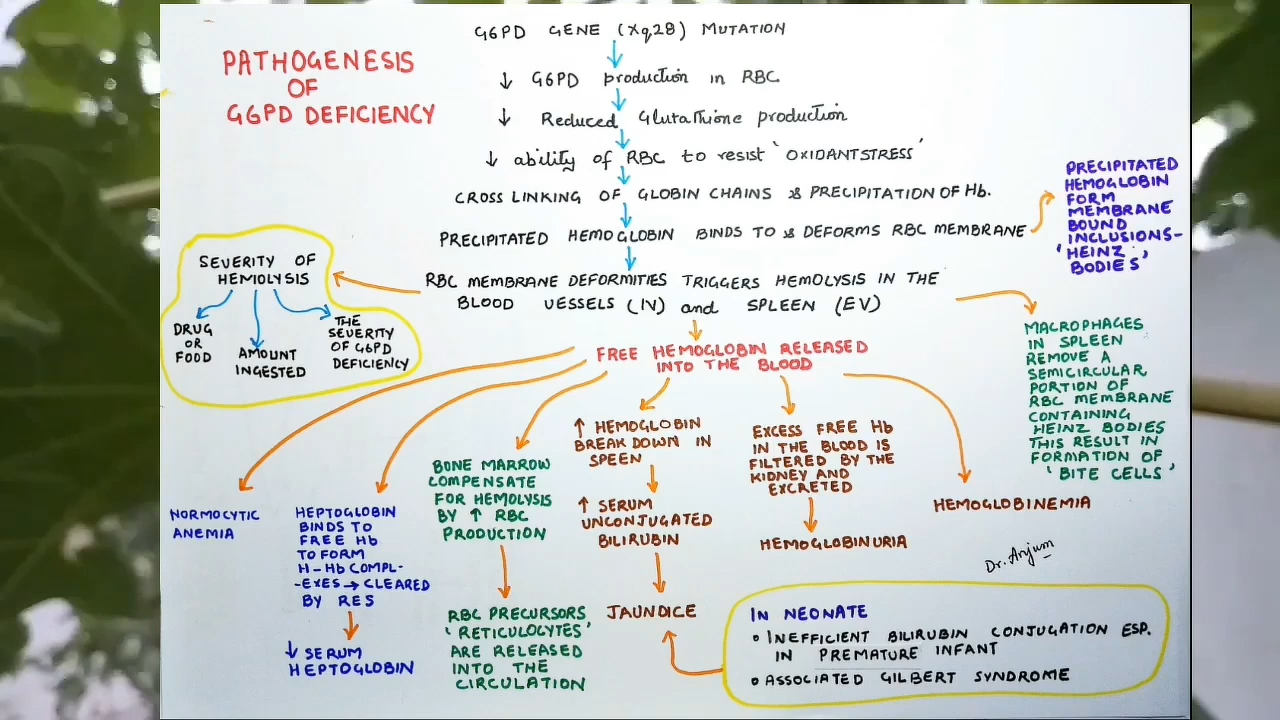 PATHOGENESIS
OF
G6PD DEFICIENCY
G6PD GENE (Xq28) MUTATION
↓ G6PD production in RBC
↓ Reduced Glutathione production
↓ ability of RBC to resist 'OXIDANT STRESS'
CROSS LINKING OF GLOBIN CHAINS & PRECIPITATION OF Hb.
PRECIPITATED HEMOGLOBIN BINDS TO & DEFORMS RBC MEMBRANE
PRECIPITATED
HEMOGLOBIN
FORM
MEMBRANE
BOUND
INCLUSIONS-
'HEINZ
BODIES'
RBC MEMBRANE DEFORMITIES TRIGGERS HEMOLYSIS IN THE
BLOOD VESSELS (IV) and SPLEEN (EV)
SEVERITY OF
HEMOLYSIS
DRUG
OR
FOOD
AMOUNT
INGESTED
THE
SEVERITY
OF G6PD
DEFICIENCY
MACROPHAGES
IN SPLEEN
REMOVE A
SEMICIRCULAR
PORTION OF
RBC MEMBRANE
CONTAINING
HEINZ BODIES
THIS RESULT IN
FORMATION OF
'BITE CELLS'
FREE HEMOGLOBIN RELEASED
INTO THE BLOOD
NORMOCYTIC
ANEMIA
HEPTOGLOBIN
BINDS TO
FREE Hb
TO FORM
H-Hb COMPL-
-EXES → CLEARED
BY RES
↓ SERUM
HEPTOGLOBIN
BONE MARROW
COMPENSATE
FOR HEMOLYSIS
BY ↑ RBC
PRODUCTION
RBC PRECURSORS
'RETICULOCYTES'
ARE RELEASED
INTO THE
CIRCULATION
↑ HEMOGLOBIN
BREAK DOWN IN
SPEEN
↑ SERUM
UNCONJUGATED
BILIRUBIN
JAUNDICE
EXCESS FREE Hb
IN THE BLOOD IS
FILTERED BY THE
KIDNEY AND
EXCRETED
HEMOGLOBINURIA
HEMOGLOBINEMIA
Dr. Anjum
IN NEONATE
• INEFFICIENT BILIRUBIN CONJUGATION ESP.
IN PREMATURE INFANT
• ASSOCIATED GILBERT SYNDROME